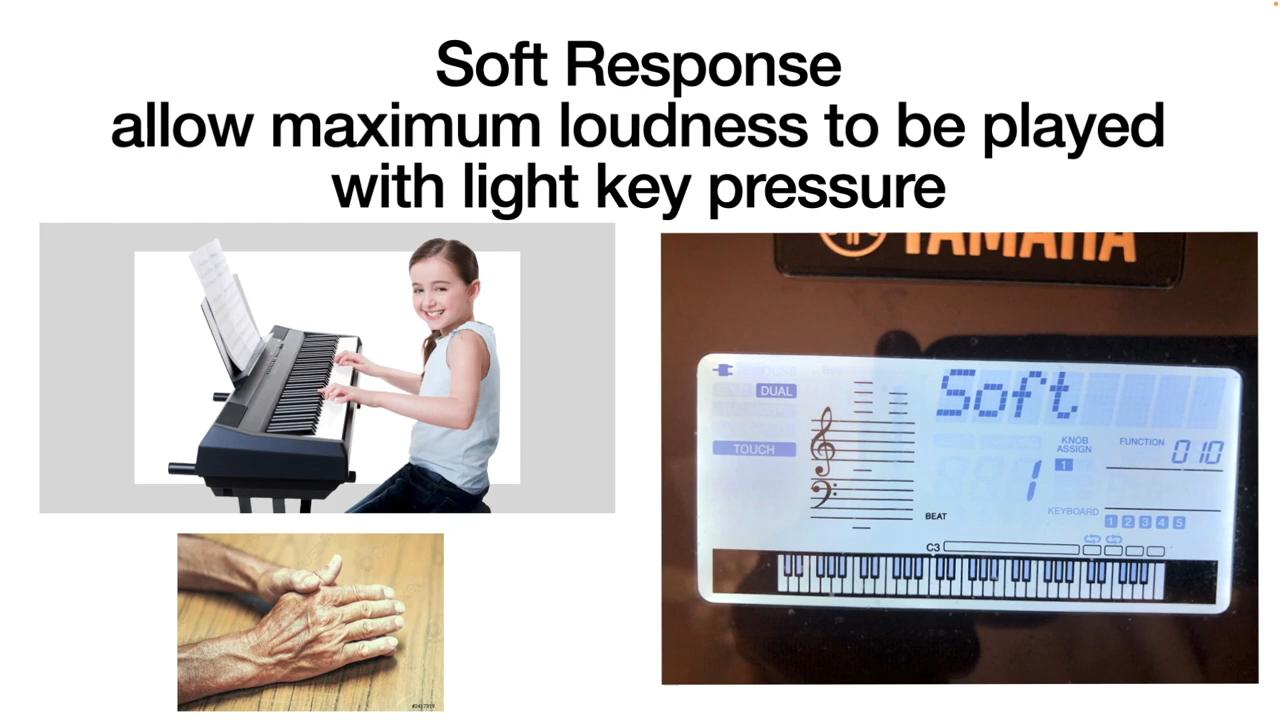 Soft Response
allow maximum loudness to be played
with light key pressure
YAMAHA
DUAL
Soft
TOUCH
KNOB
ASSIGN
1
FUNCTION 010
1
KEYBOARD 1 2 3 4 5
BEAT
C3